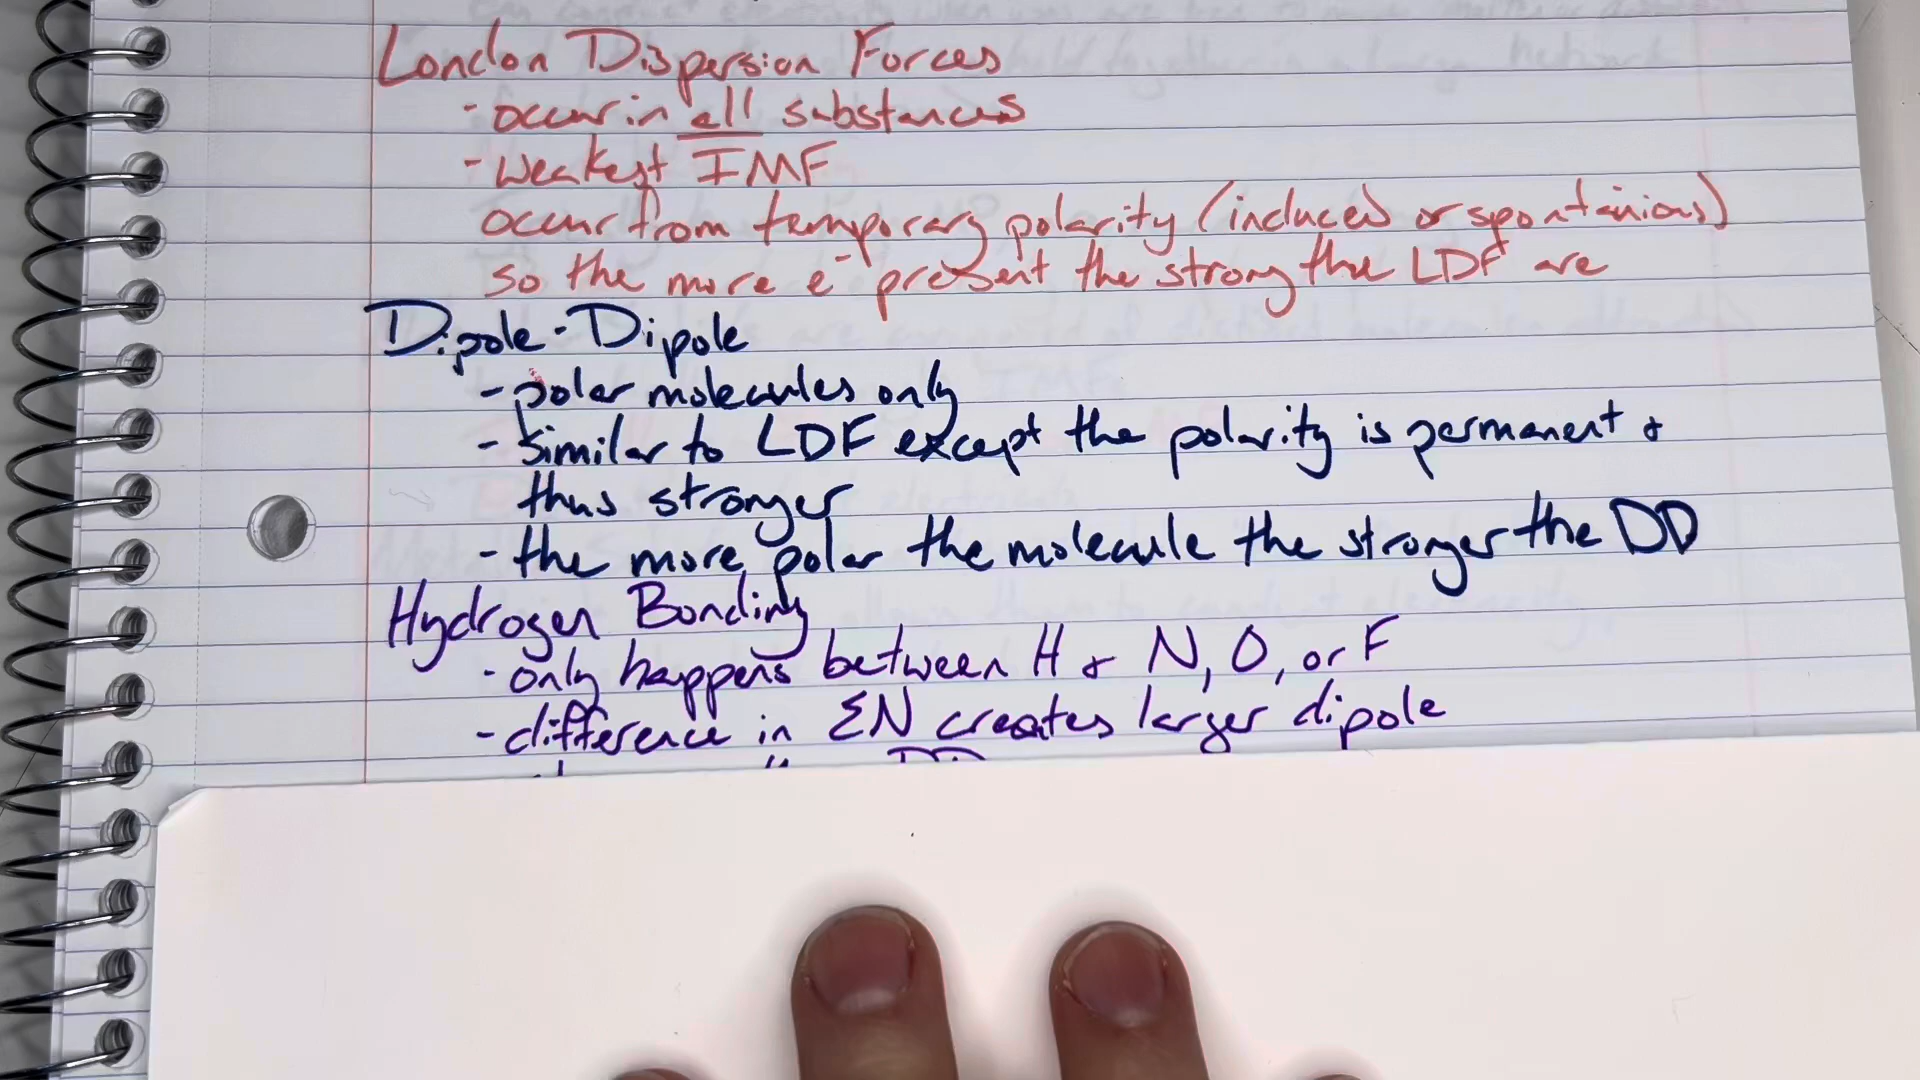 London Dispersion Forces
- occur in all substances
- weakest IMF
occur from temporary polarity (induced or spontanious)
so the more e⁻ present the strong the LDF are
Dipole-Dipole
- polar molecules only
- similar to LDF except the polarity is permanent &
thus stronger
- the more polar the molecule the stronger the DD
Hydrogen Bonding
- only happens between H & N, O, or F
- difference in EN creates larger dipole